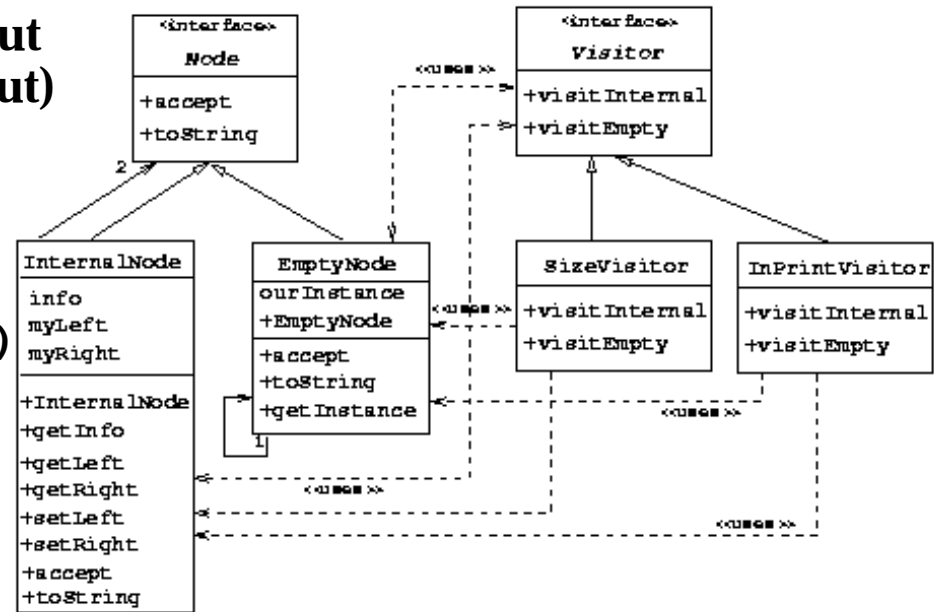 ut
ut)
)
«interface»
Node
+accept
+toString
«interface»
Visitor
+visitInternal
+visitEmpty
<<uses>>
<<uses>>
2
InternalNode
info
myLeft
myRight
+InternalNode
+getInfo
+getLeft
+getRight
+setLeft
+setRight
+accept
+toString
EmptyNode
ourInstance
+EmptyNode
+accept
+toString
+getInstance
1
<<uses>>
SizeVisitor
+visitInternal
+visitEmpty
InPrintVisitor
+visitInternal
+visitEmpty
<<uses>>
<<uses>>
<<uses>>